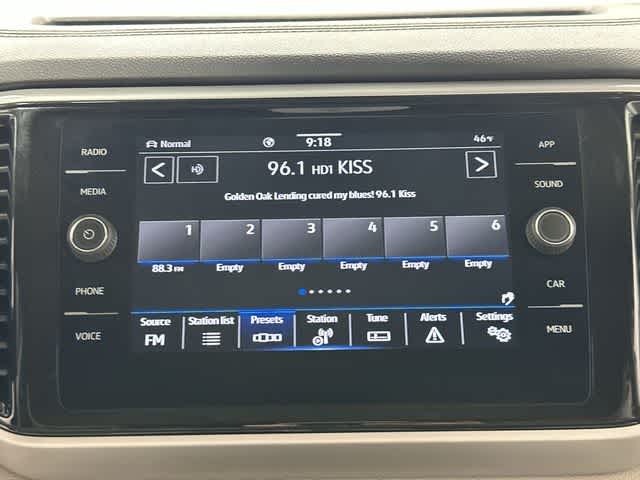 RADIO
MEDIA
PHONE
VOICE
Normal
9:18
46°F
96.1 HD1 KISS
Golden Oak Lending cured my blues! 96.1 Kiss
1 2 3 4 5 6
88.3 FM Empty Empty Empty Empty Empty
Source Station list Presets Station Tune Alerts Settings
FM
APP
SOUND
CAR
MENU